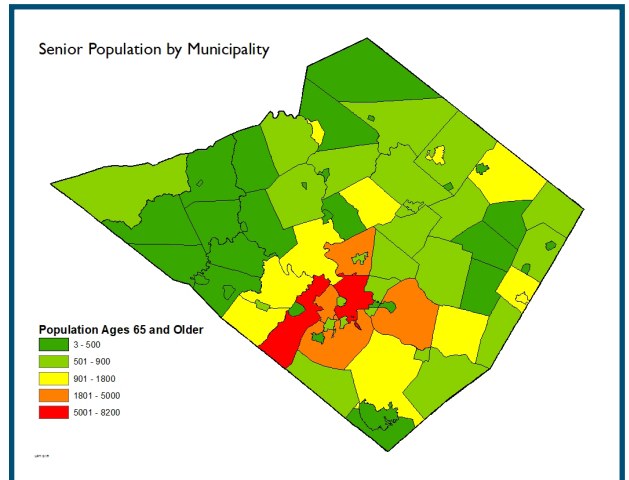 Senior Population by Municipality
Population Ages 65 and Older
3 - 500
501 - 900
901 - 1800
1801 - 5000
5001 - 8200